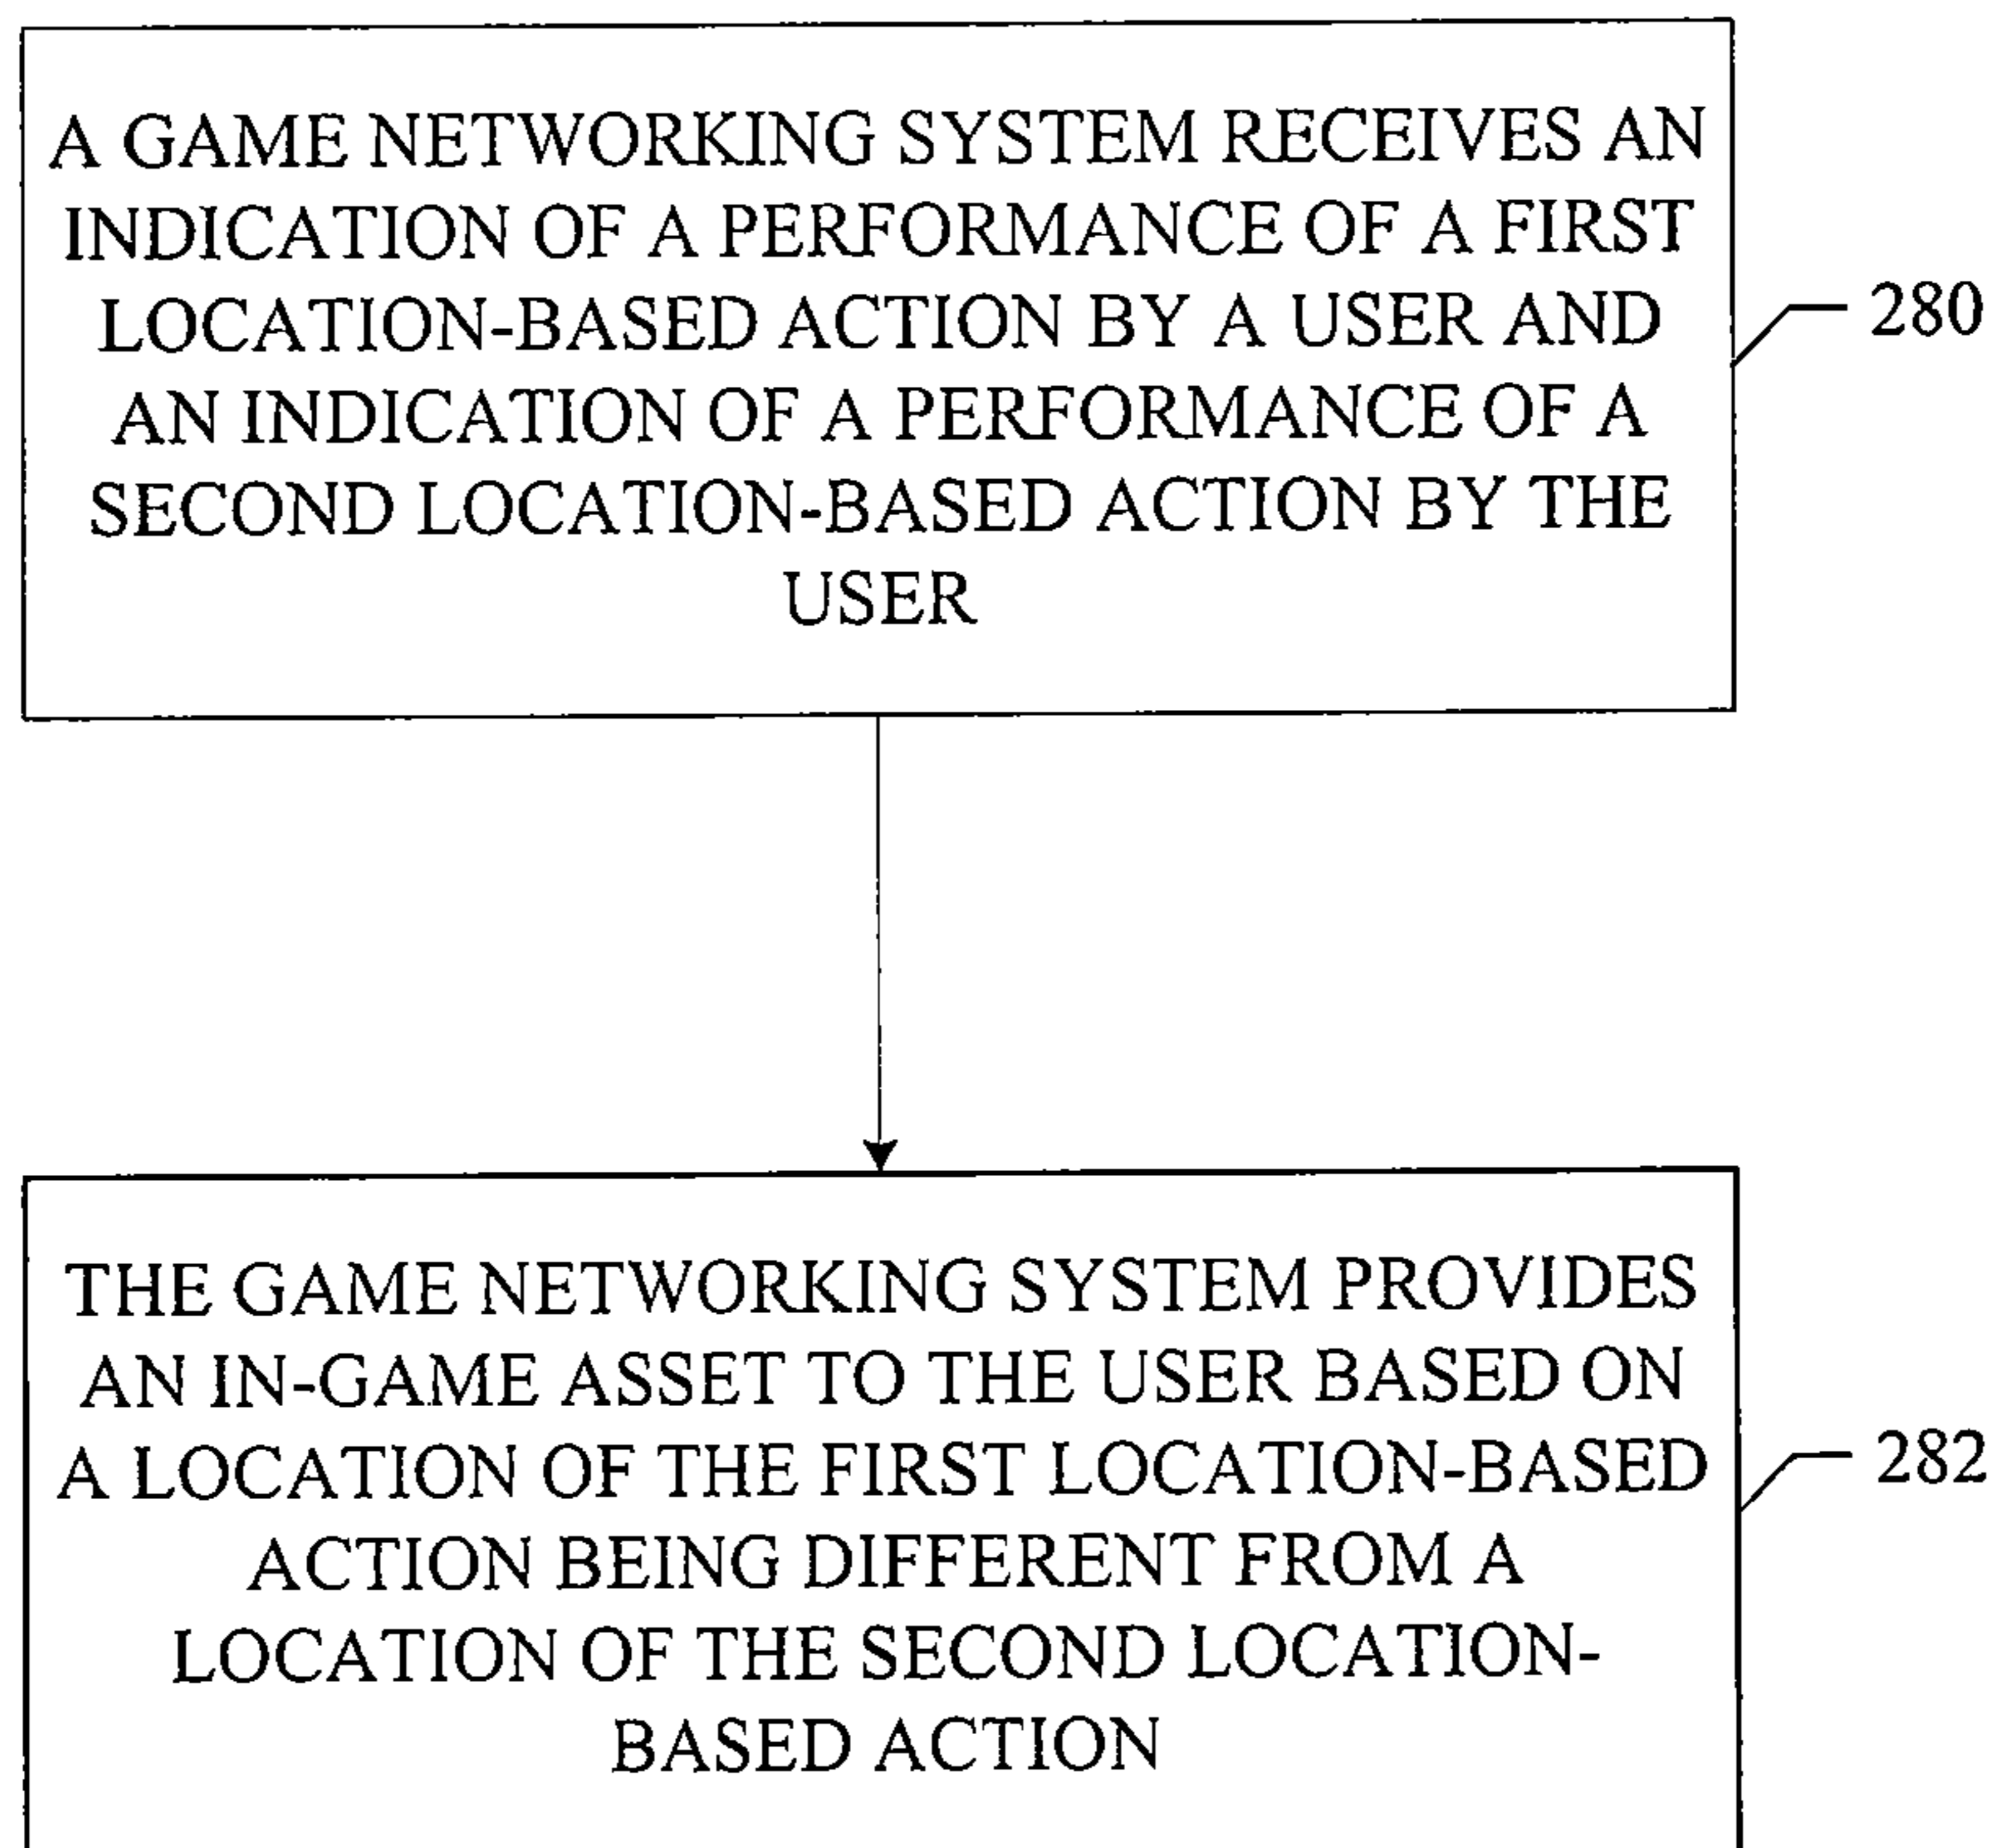 A GAME NETWORKING SYSTEM RECEIVES AN
INDICATION OF A PERFORMANCE OF A FIRST
LOCATION-BASED ACTION BY A USER AND
AN INDICATION OF A PERFORMANCE OF A
SECOND LOCATION-BASED ACTION BY THE
USER
280
THE GAME NETWORKING SYSTEM PROVIDES
AN IN-GAME ASSET TO THE USER BASED ON
A LOCATION OF THE FIRST LOCATION-BASED
ACTION BEING DIFFERENT FROM A
LOCATION OF THE SECOND LOCATION-
BASED ACTION
282